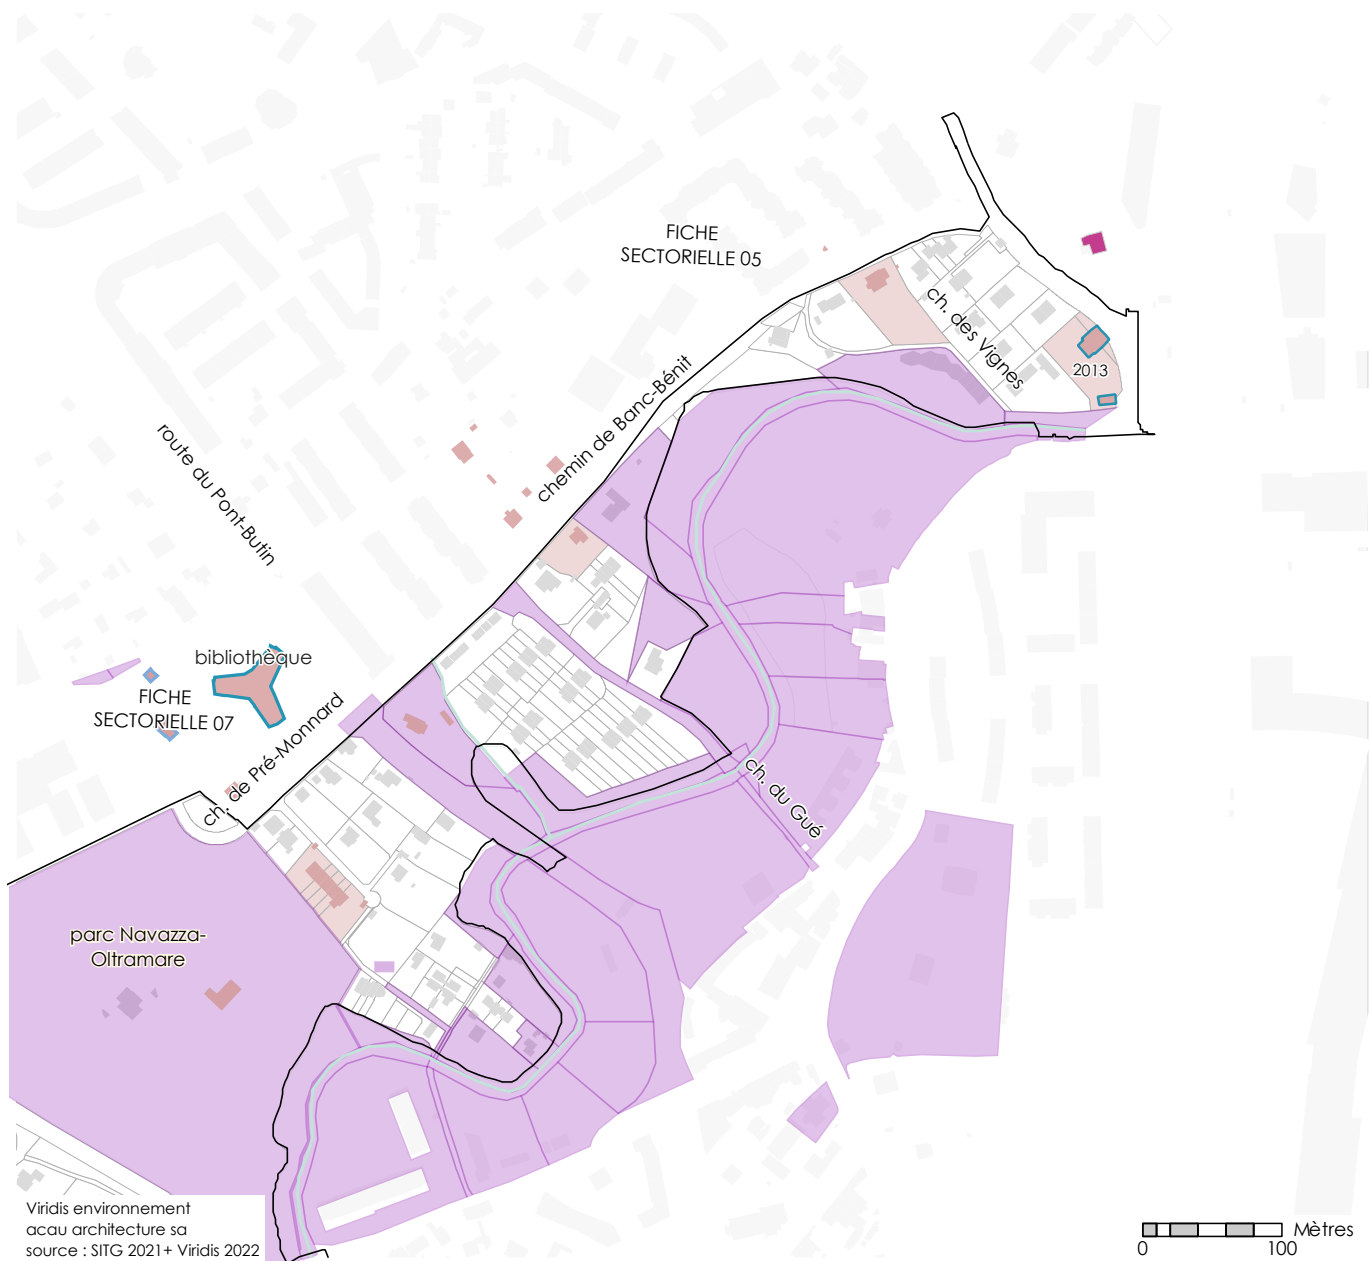 FICHE
SECTORIELLE 05
ch. des Vignes
2013
chemin de Banc-Bénit
route du Pont-Butin
bibliothèque
FICHE
SECTORIELLE 07
ch. de Pré-Monnard
ch. du Gué
parc Navazza-
Oltramare
Viridis environnement
acau architecture sa
source : SITG 2021+ Viridis 2022
Mètres
0 100